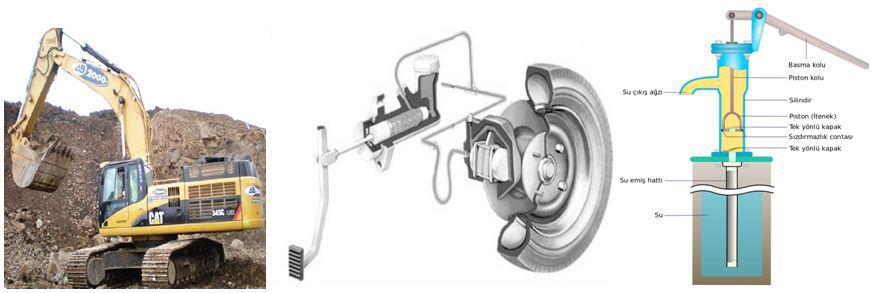 2000
CAT
345C
Basma kolu
Piston kolu
Su çıkış ağzı
Silindir
Piston (İtenek)
Tek yönlü kapak
Sızdırmazlık contası
Tek yönlü kapak
Su emiş hattı
Su